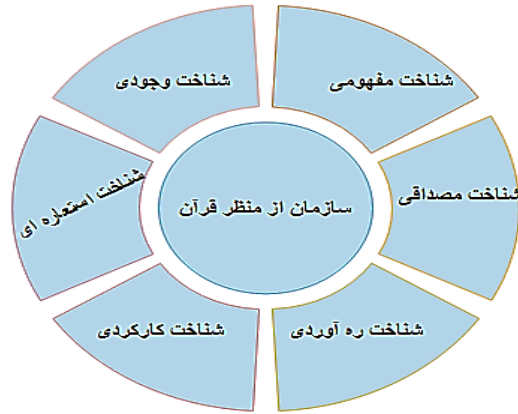 شناخت مفهومی
شناخت وجودی
شناخت مصداقی
سازمان از منظر قرآن
شناخت استعاره ای
شناخت ره آوردی
شناخت کارکردی